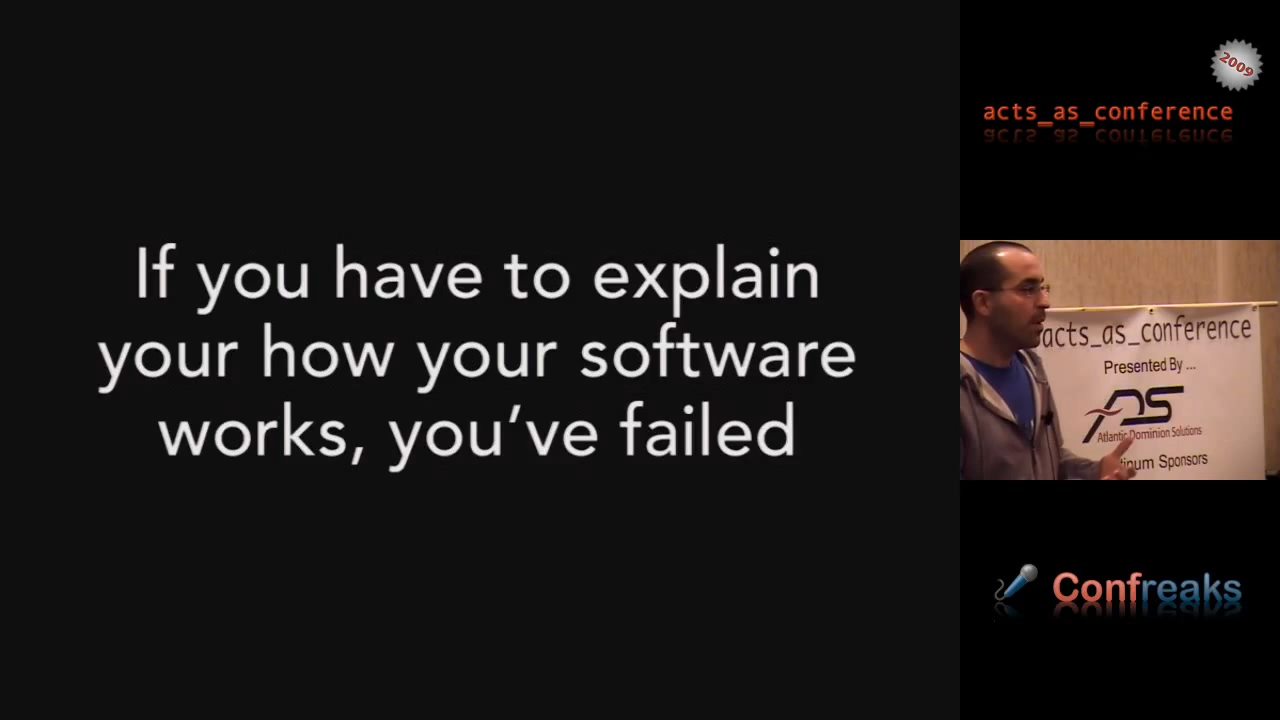 If you have to explain
your how your software
works, you've failed
2009
acts_as_conference
acts_as_conference
Presented By ...
ADS
Atlantic Dominion Solutions
Sponsors
Confreaks